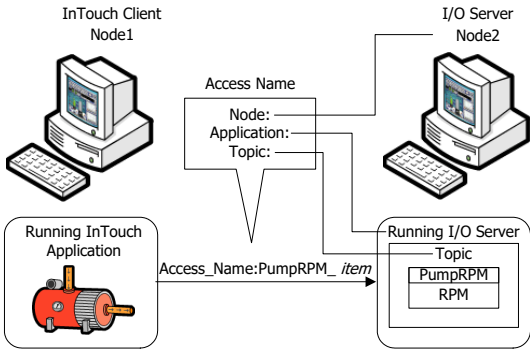 InTouch Client
Node1
I/O Server
Node2
Access Name
Node:
Application:
Topic:
Running InTouch
Application
Access_Name:PumpRPM_ item
Running I/O Server
Topic
PumpRPM
RPM